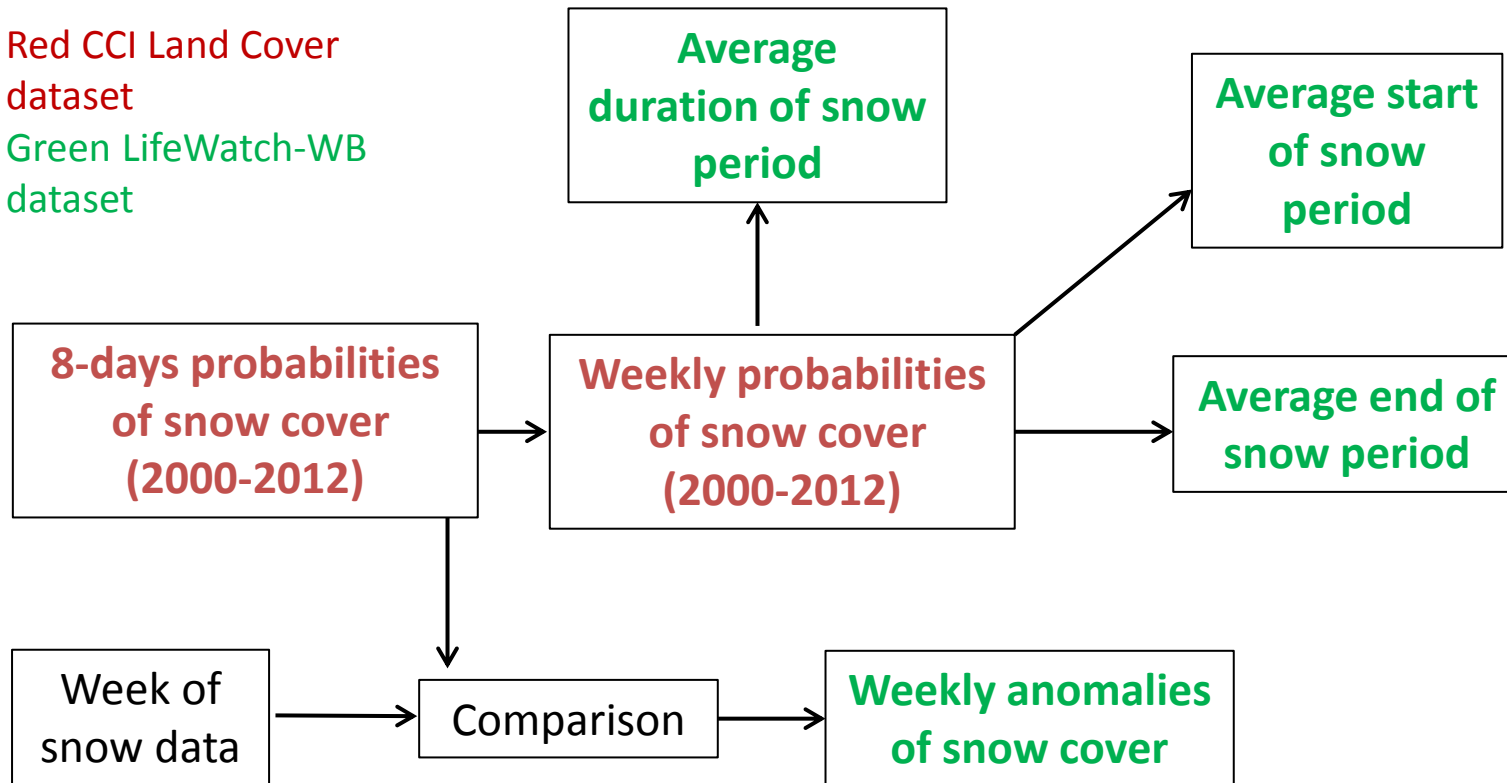 Red CCI Land Cover
dataset
Green LifeWatch-WB
dataset
Average
duration of snow
period
Average start
of snow
period
8-days probabilities
of snow cover
(2000-2012)
Weekly probabilities
of snow cover
(2000-2012)
Average end of
snow period
Week of
snow data
Comparison
Weekly anomalies
of snow cover